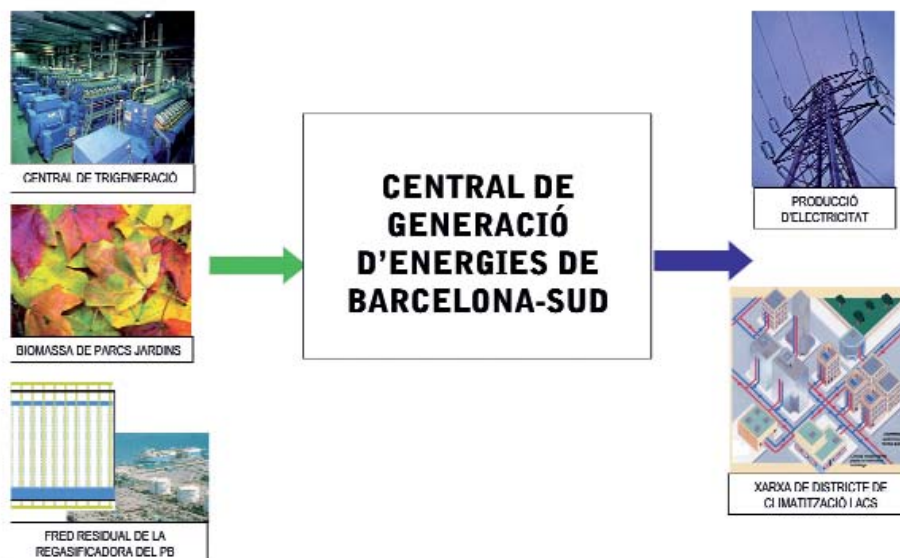 CENTRAL DE TRIGENERACIÓ
BIOMASSA DE PARCS JARDINS
FRED RESIDUAL DE LA
REGASIFICADORA DEL PB
CENTRAL DE
GENERACIÓ
D'ENERGIES DE
BARCELONA-SUD
PRODUCCIÓ
D'ELECTRICITAT
XARXA DE DISTRICTE DE
CLIMATITZACIÓ I ACS